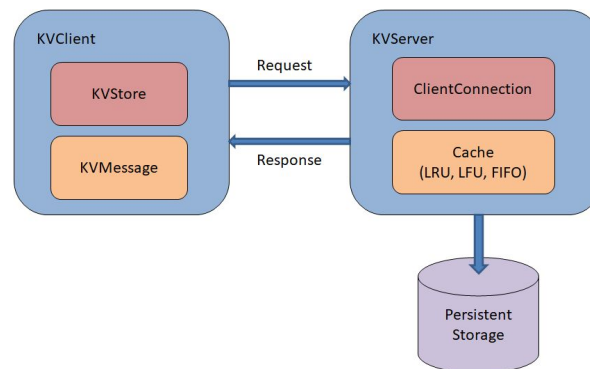 KVClient
KVStore
KVMessage
Request
Response
KVServer
ClientConnection
Cache
(LRU, LFU, FIFO)
Persistent
Storage